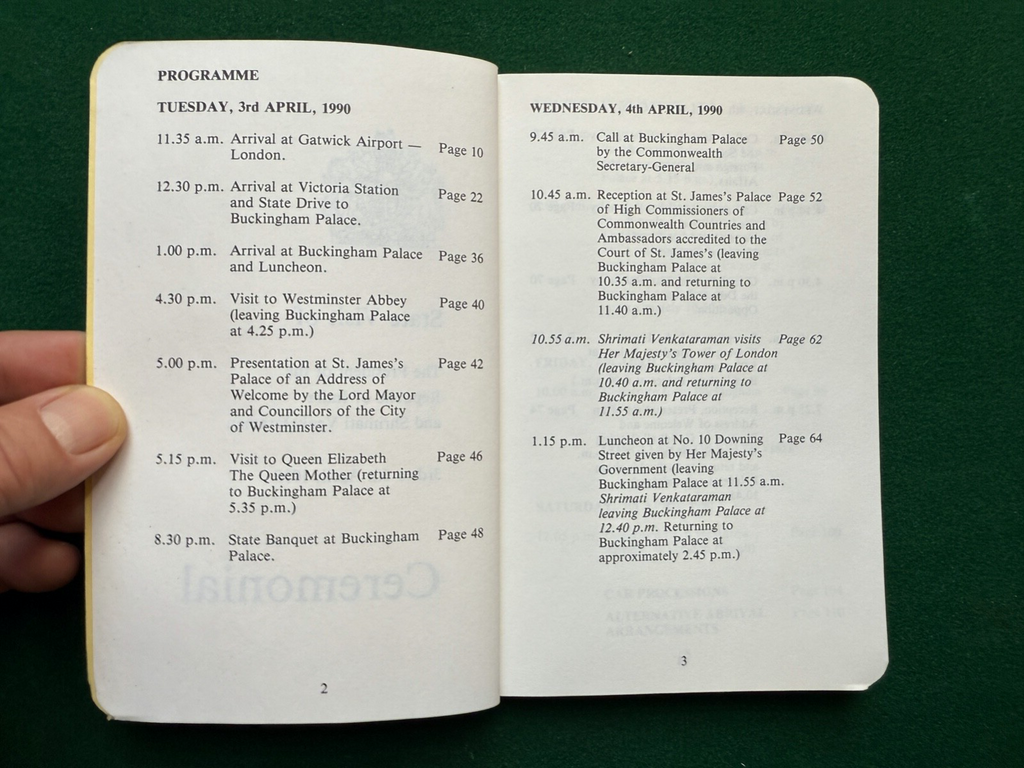 PROGRAMME
TUESDAY, 3rd APRIL, 1990
11.35 a.m. Arrival at Gatwick Airport — Page 10
London.
12.30 p.m. Arrival at Victoria Station Page 22
and State Drive to
Buckingham Palace.
1.00 p.m. Arrival at Buckingham Palace Page 36
and Luncheon.
4.30 p.m. Visit to Westminster Abbey Page 40
(leaving Buckingham Palace
at 4.25 p.m.)
5.00 p.m. Presentation at St. James's Page 42
Palace of an Address of
Welcome by the Lord Mayor
and Councillors of the City
of Westminster.
5.15 p.m. Visit to Queen Elizabeth Page 46
The Queen Mother (returning
to Buckingham Palace at
5.35 p.m.)
8.30 p.m. State Banquet at Buckingham Page 48
Palace.
Ceremonial
2
WEDNESDAY, 4th APRIL, 1990
9.45 a.m. Call at Buckingham Palace Page 50
by the Commonwealth
Secretary-General
10.45 a.m. Reception at St. James's Palace Page 52
of High Commissioners of
Commonwealth Countries and
Ambassadors accredited to the
Court of St. James's (leaving
Buckingham Palace at
10.35 a.m. and returning to
Buckingham Palace at
11.40 a.m.)
10.55 a.m. Shrimati Venkataraman visits Page 62
Her Majesty's Tower of London
(leaving Buckingham Palace at
10.40 a.m. and returning to
Buckingham Palace at
11.55 a.m.)
1.15 p.m. Luncheon at No. 10 Downing Page 64
Street given by Her Majesty's
Government (leaving
Buckingham Palace at 11.55 a.m.
Shrimati Venkataraman
leaving Buckingham Palace at
12.40 p.m. Returning to
Buckingham Palace at
approximately 2.45 p.m.)
CAR PROCESSIONS
ALTERNATIVE ARRIVAL
ARRANGEMENTS
3